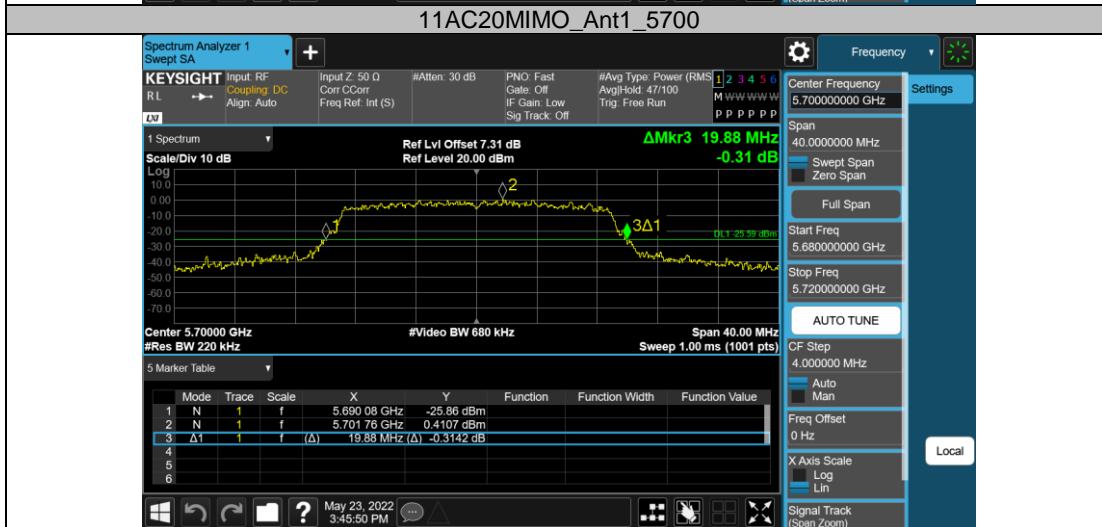 (Span Zoom)
11AC20MIMO_Ant1_5700
Spectrum Analyzer 1
Swept SA
Frequency
KEYSIGHT
RL
LXI
Input: RF
Coupling: DC
Align: Auto
Input Z: 50 Ω
Corr CCorr
Freq Ref: Int (S)
#Atten: 30 dB
PNO: Fast
Gate: Off
IF Gain: Low
Sig Track: Off
#Avg Type: Power (RMS
Avg|Hold: 47/100
Trig: Free Run
1 2 3 4 5 6
M W W W W W
P P P P P P
1 Spectrum
Scale/Div 10 dB
Ref Lvl Offset 7.31 dB
Ref Level 20.00 dBm
ΔMkr3 19.88 MHz
-0.31 dB
Log
10.0
0.00
-10.0
-20.0
-30.0
-40.0
-50.0
-60.0
-70.0
1
2
3Δ1
DL1 -25.59 dBm
Center 5.70000 GHz
#Res BW 220 kHz
#Video BW 680 kHz
Span 40.00 MHz
Sweep 1.00 ms (1001 pts)
5 Marker Table
Mode Trace Scale X Y Function Function Width Function Value
1 N 1 f 5.690 08 GHz -25.86 dBm
2 N 1 f 5.701 76 GHz 0.4107 dBm
3 Δ1 1 f (Δ) 19.88 MHz (Δ) -0.3142 dB
4
5
6
May 23, 2022
3:45:50 PM
?
Center Frequency
5.700000000 GHz
Span
40.0000000 MHz
Swept Span
Zero Span
Full Span
Start Freq
5.680000000 GHz
Stop Freq
5.720000000 GHz
AUTO TUNE
CF Step
4.000000 MHz
Auto
Man
Freq Offset
0 Hz
X Axis Scale
Log
Lin
Signal Track
(Span Zoom)
Settings
Local